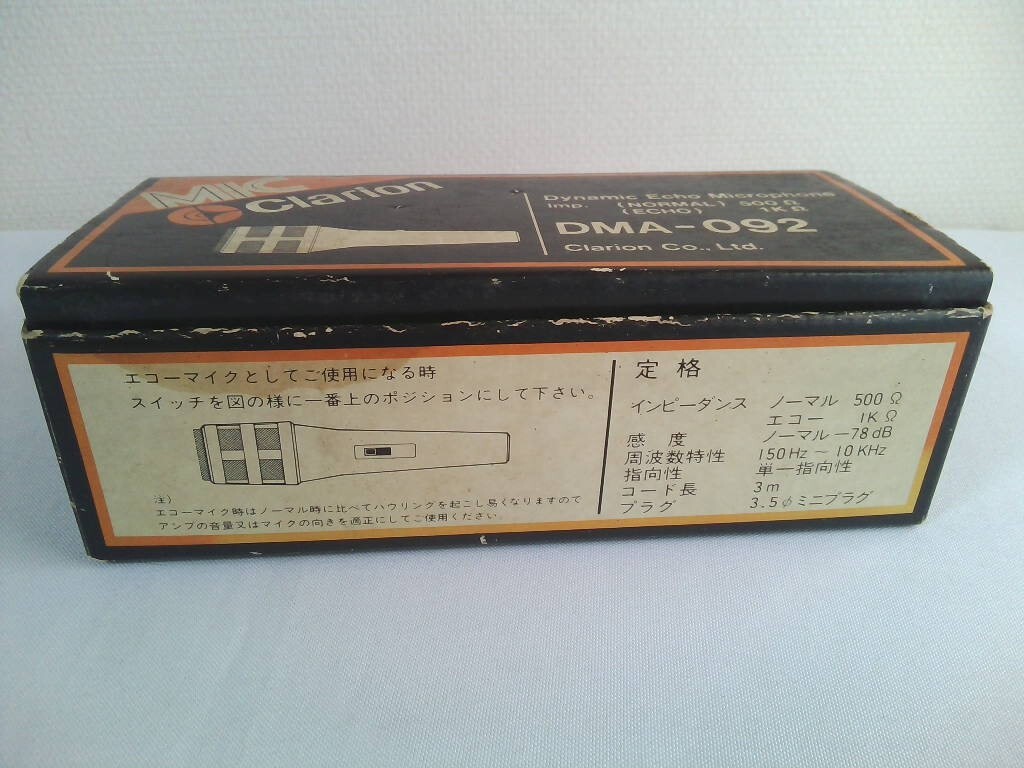 MIC
Clarion
Dynamic Echo Microphone
Imp. (NORMAL) 500Ω
(ECHO) 1KΩ
DMA-092
Clarion Co., Ltd.
エコーマイクとしてご使用になる時
スイッチを図の様に一番上のポジションにして下さい。
注)
エコーマイク時はノーマル時に比べてハウリングを起こし易くなりますので
アンプの音量又はマイクの向きを適正にしてご使用ください。
定格
インピーダンス ノーマル 500Ω
エコー 1KΩ
感度 ノーマル -78dB
周波数特性 150Hz ~ 10KHz
指向性 単一指向性
コード長 3m
プラグ 3.5φミニプラグ